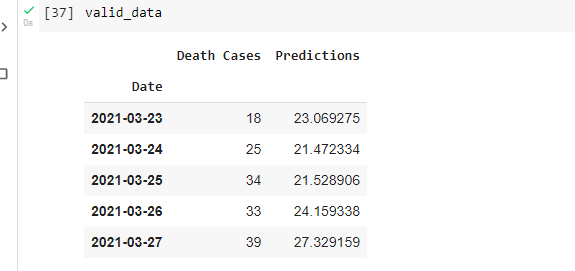 [37] valid_data
0s
Death Cases Predictions
Date
2021-03-23 18 23.069275
2021-03-24 25 21.472334
2021-03-25 34 21.528906
2021-03-26 33 24.159338
2021-03-27 39 27.329159